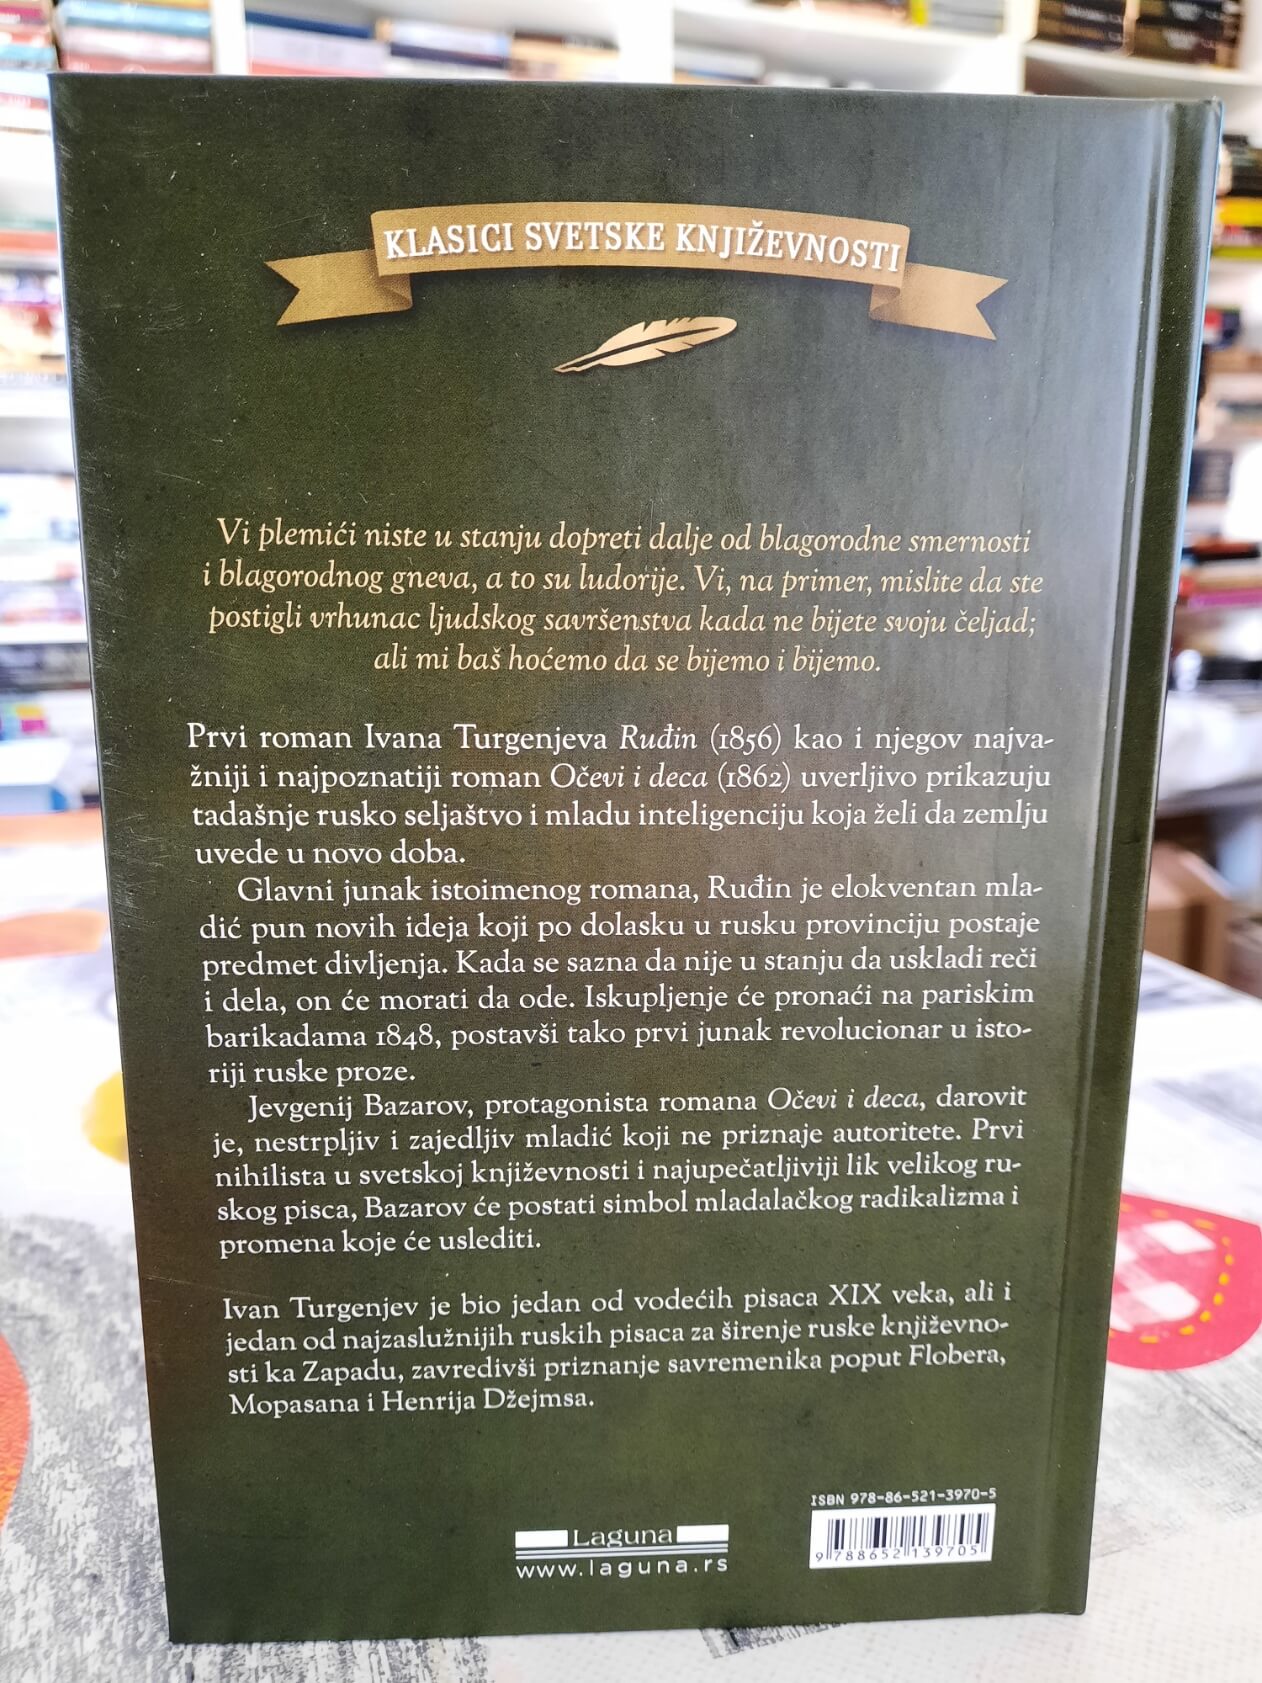 KLASICI SVETSKE KNJIŽEVNOSTI
Vi plemići niste u stanju dopreti dalje od blagorodne smernosti
i blagorodnog gneva, a to su ludorije. Vi, na primer, mislite da ste
postigli vrhunac ljudskog savršenstva kada ne bijete svoju čeljad;
ali mi baš hoćemo da se bijemo i bijemo.
Prvi roman Ivana Turgenjeva Ruđin (1856) kao i njegov najva-
žniji i najpoznatiji roman Očevi i deca (1862) uverljivo prikazuju
tadašnje rusko seljaštvo i mladu inteligenciju koja želi da zemlju
uvede u novo doba.
Glavni junak istoimenog romana, Ruđin je elokventan mla-
dić pun novih ideja koji po dolasku u rusku provinciju postaje
predmet divljenja. Kada se sazna da nije u stanju da uskladi reči
i dela, on će morati da ode. Iskupljenje će pronaći na pariskim
barikadama 1848, postavši tako prvi junak revolucionar u isto-
riji ruske proze.
Jevgenij Bazarov, protagonista romana Očevi i deca, darovit
je, nestrpljiv i zajedljiv mladić koji ne priznaje autoritete. Prvi
nihilista u svetskoj književnosti i najupečatljiviji lik velikog ru-
skog pisca, Bazarov će postati simbol mladalačkog radikalizma i
promena koje će uslediti.
Ivan Turgenjev je bio jedan od vodećih pisaca XIX veka, ali i
jedan od najzaslužnijih ruskih pisaca za širenje ruske književno-
sti ka Zapadu, zavredivši priznanje savremenika poput Flobera,
Mopasana i Henrija Džejmsa.
ISBN 978-86-521-3970-5
9 788652 139705
Laguna
www.laguna.rs